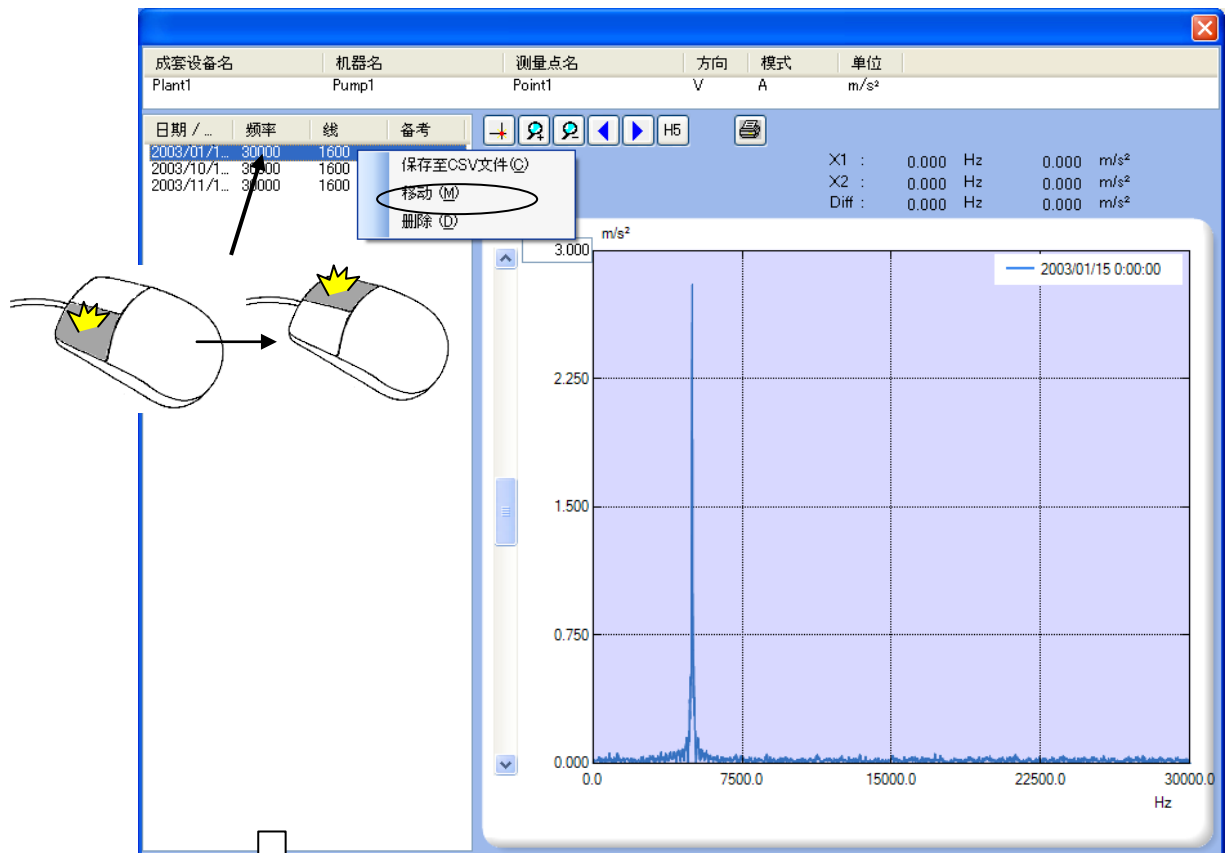 成套设备名 机器名 测量点名 方向 模式 单位
Plant1 Pump1 Point1 V A m/s²
日期 / ... 频率 线 备考
2003/01/1... 30000 1600
2003/10/1... 30000 1600
2003/11/1... 30000 1600
保存至CSV文件(C)
移动 (M)
删除 (D)
H5
X1 : 0.000 Hz 0.000 m/s²
X2 : 0.000 Hz 0.000 m/s²
Diff : 0.000 Hz 0.000 m/s²
m/s²
3.000
2003/01/15 0:00:00
2.250
1.500
0.750
0.000
0.0 7500.0 15000.0 22500.0 30000.0
Hz